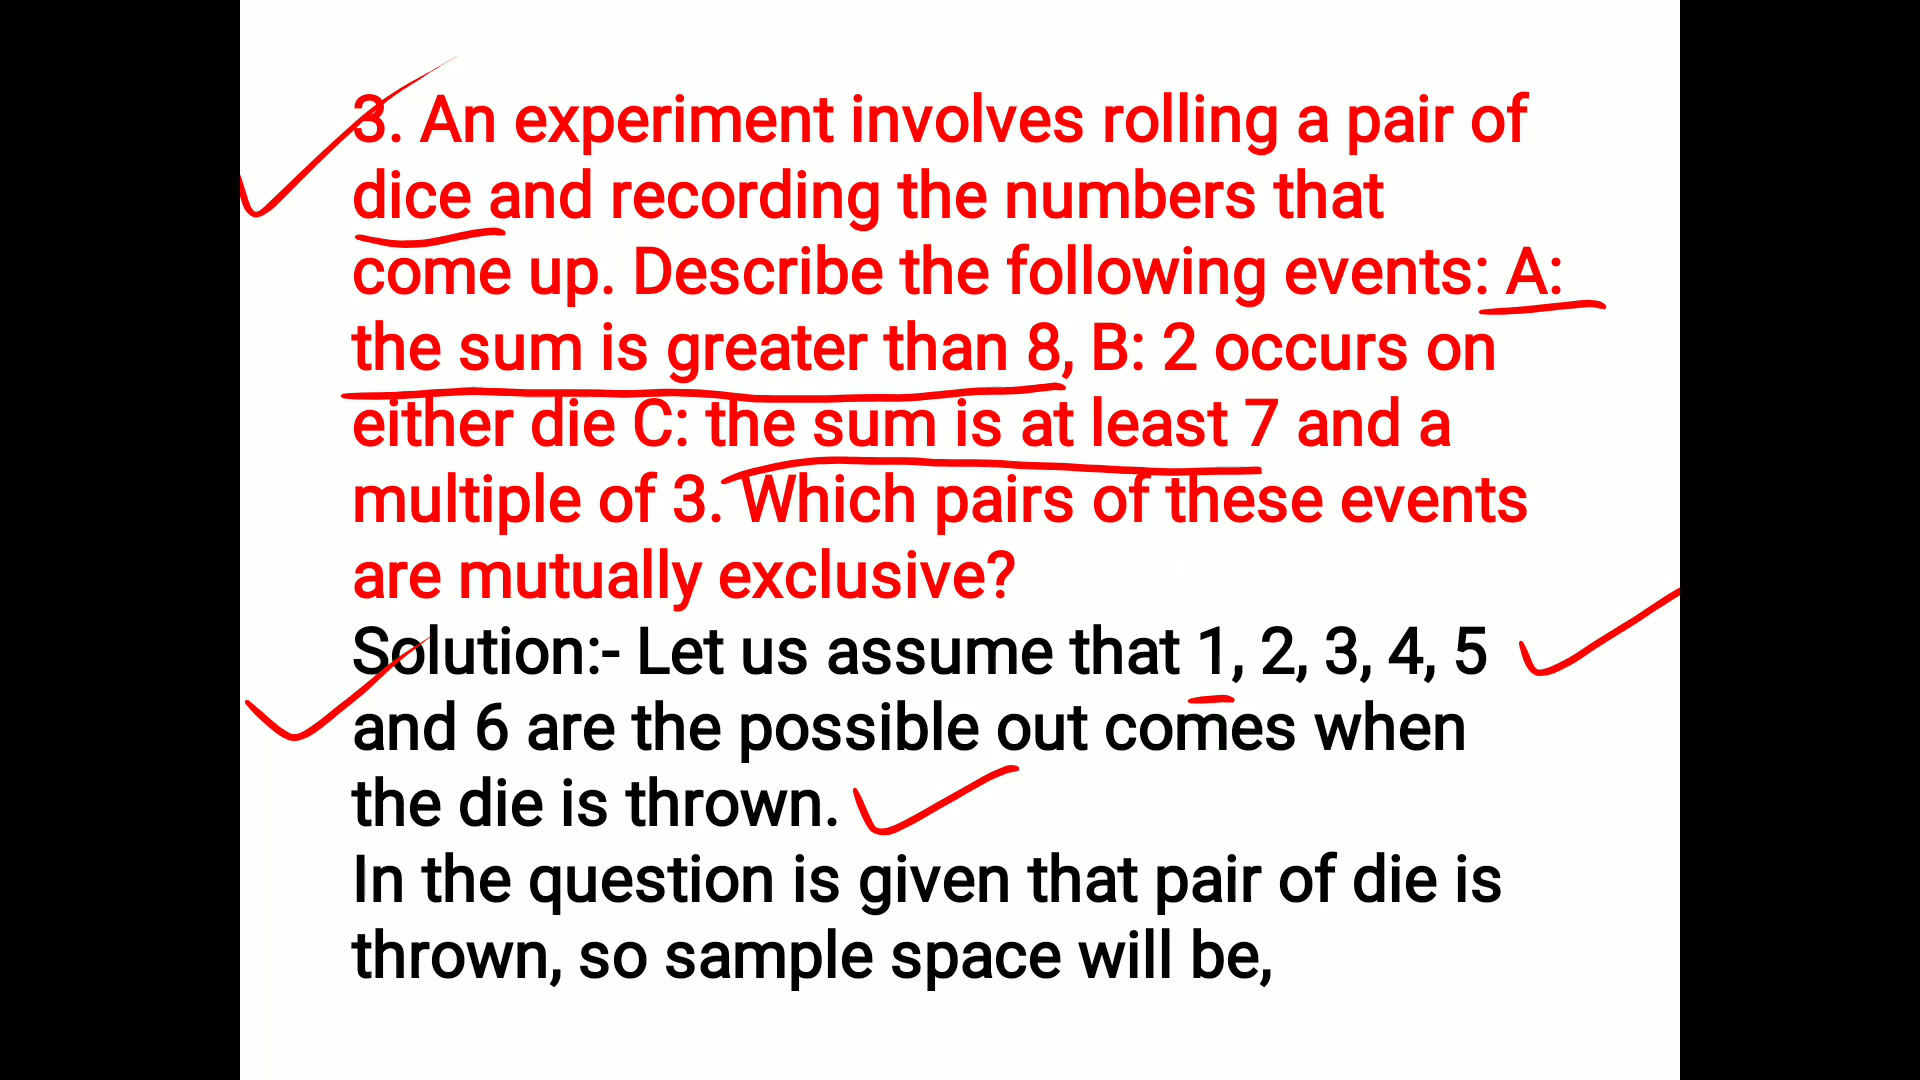 3. An experiment involves rolling a pair of
dice and recording the numbers that
come up. Describe the following events: A:
the sum is greater than 8, B: 2 occurs on
either die C: the sum is at least 7 and a
multiple of 3. Which pairs of these events
are mutually exclusive?
Solution:- Let us assume that 1, 2, 3, 4, 5
and 6 are the possible out comes when
the die is thrown.
In the question is given that pair of die is
thrown, so sample space will be,